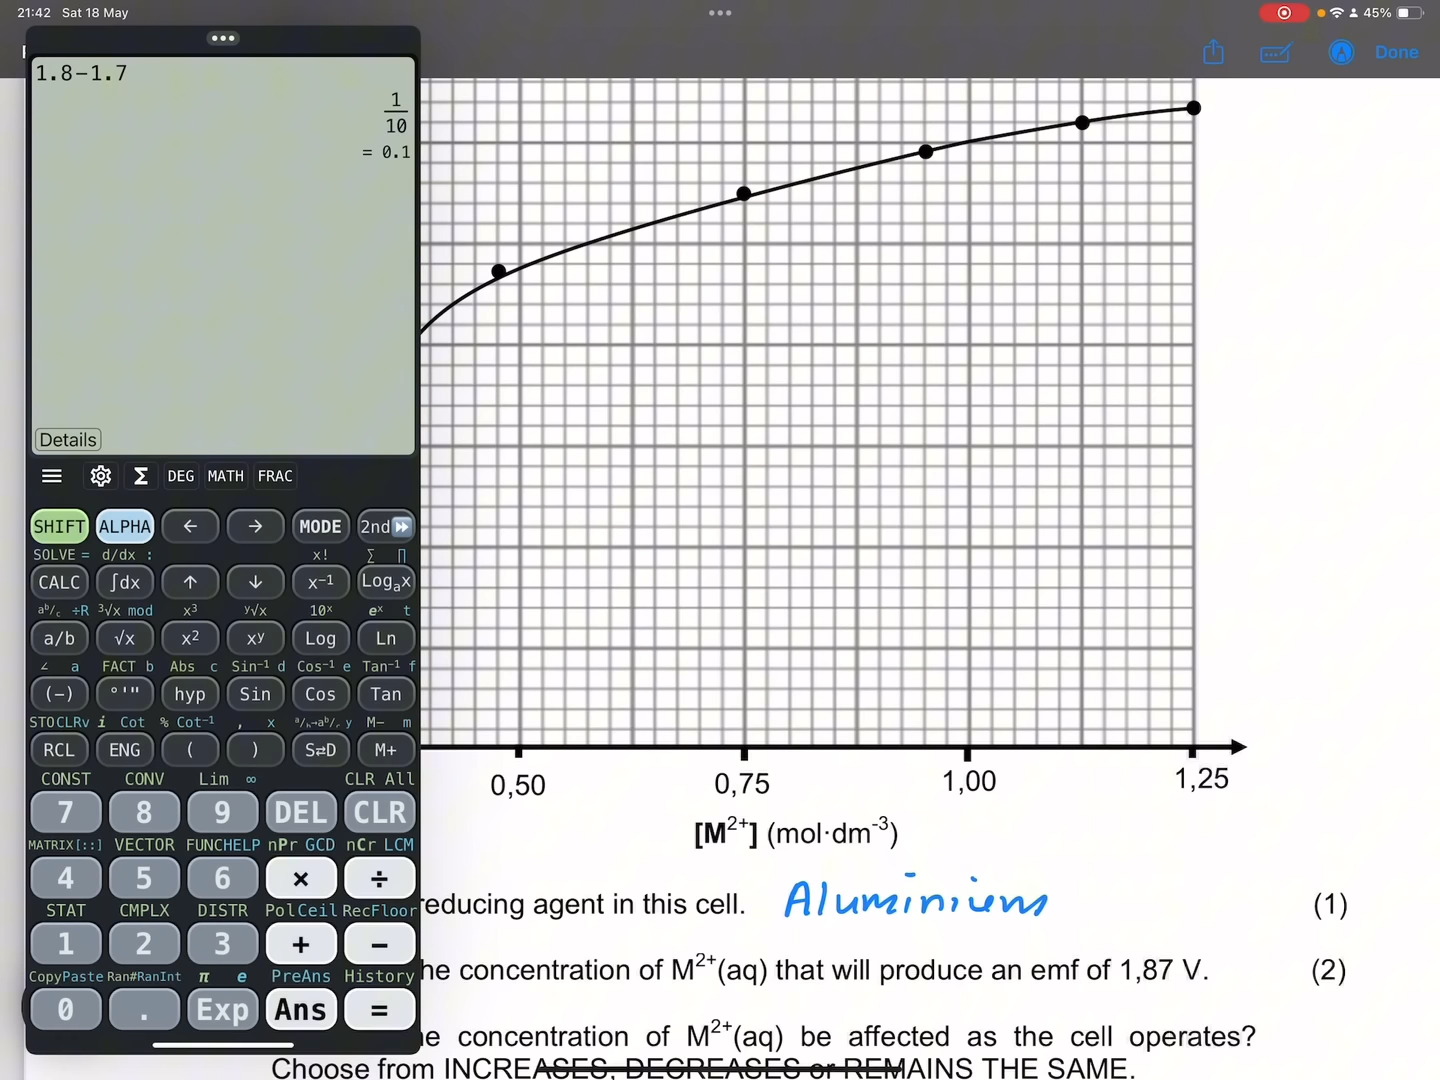 21:42 Sat 18 May
45%
Done
1.8−1.7
1
10
= 0.1
Details
DEG MATH FRAC
SHIFT ALPHA ← → MODE 2nd
SOLVE = d/dx : x! ∑ ∏
CALC ∫dx ↑ ↓ x⁻¹ Logₐx
aᵇ/c ÷R ³√x mod x³ ʸ√x 10ˣ eˣ t
a/b √x x² xʸ Log Ln
∠ a FACT b Abs c Sin⁻¹ d Cos⁻¹ e Tan⁻¹ f
(−) °'" hyp Sin Cos Tan
STO CLRv i Cot % Cot⁻¹ , x y M− m
RCL ENG ( ) S⇄D M+
CONST CONV Lim ∞ CLR All
7 8 9 DEL CLR
MATRIX[::] VECTOR FUNC HELP nPr GCD nCr LCM
4 5 6 × ÷
STAT CMPLX DISTR Pol Ceil Rec Floor
1 2 3 + −
Copy Paste Ran# RanInt π e PreAns History
0 . Exp Ans =
0,50 0,75 1,00 1,25
[M²⁺] (mol·dm⁻³)
reducing agent in this cell. Aluminium (1)
he concentration of M²⁺(aq) that will produce an emf of 1,87 V. (2)
e concentration of M²⁺(aq) be affected as the cell operates?
Choose from INCREASES, DECREASES or REMAINS THE SAME.